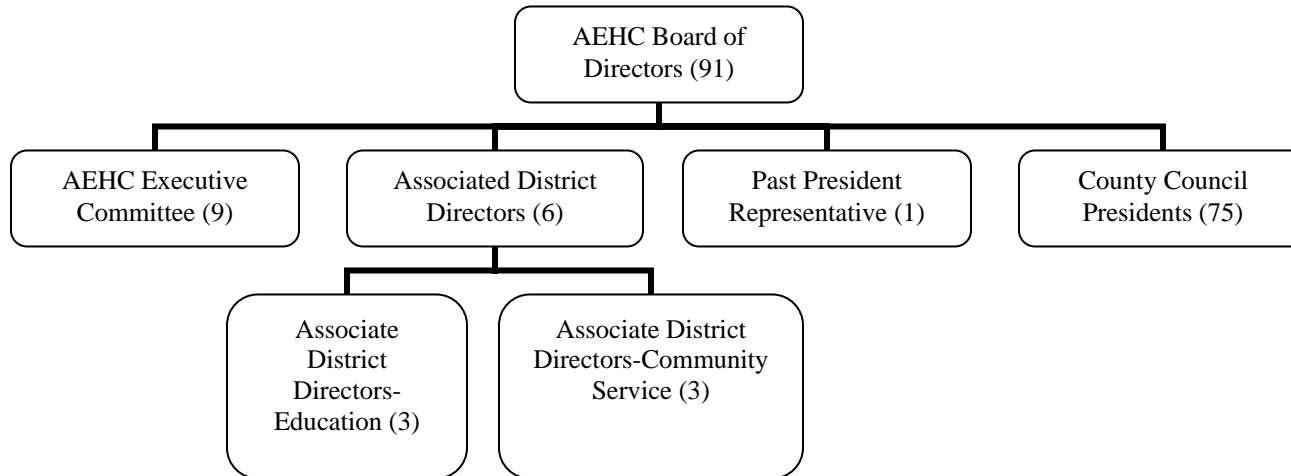 AEHC Board of
Directors (91)
AEHC Executive
Committee (9)
Associated District
Directors (6)
Past President
Representative (1)
County Council
Presidents (75)
Associate
District
Directors-
Education (3)
Associate District
Directors-Community
Service (3)